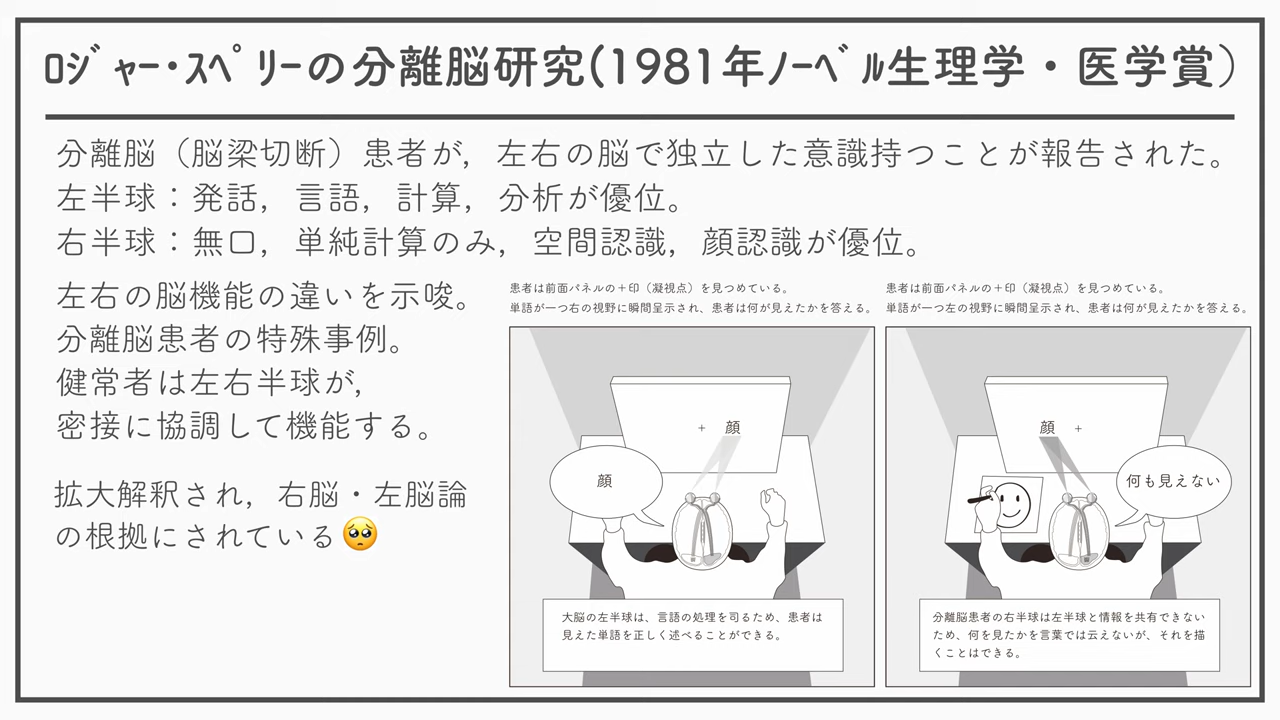 ﾛｼﾞｬｰ・ｽﾍﾟﾘｰの分離脳研究(1981年ﾉｰﾍﾞﾙ生理学・医学賞)
分離脳（脳梁切断）患者が，左右の脳で独立した意識持つことが報告された。
左半球：発話，言語，計算，分析が優位。
右半球：無口，単純計算のみ，空間認識，顔認識が優位。
左右の脳機能の違いを示唆。
分離脳患者の特殊事例。
健常者は左右半球が，
密接に協調して機能する。
拡大解釈され，右脳・左脳論
の根拠にされている🥺
患者は前面パネルの＋印（凝視点）を見つめている。
単語が一つ右の視野に瞬間呈示され、患者は何が見えたかを答える。
+ 顔
顔
大脳の左半球は、言語の処理を司るため、患者は
見えた単語を正しく述べることができる。
患者は前面パネルの＋印（凝視点）を見つめている。
単語が一つ左の視野に瞬間呈示され、患者は何が見えたかを答える。
顔 +
何も見えない
分離脳患者の右半球は左半球と情報を共有できない
ため、何を見たかを言葉では云えないが、それを描
くことはできる。